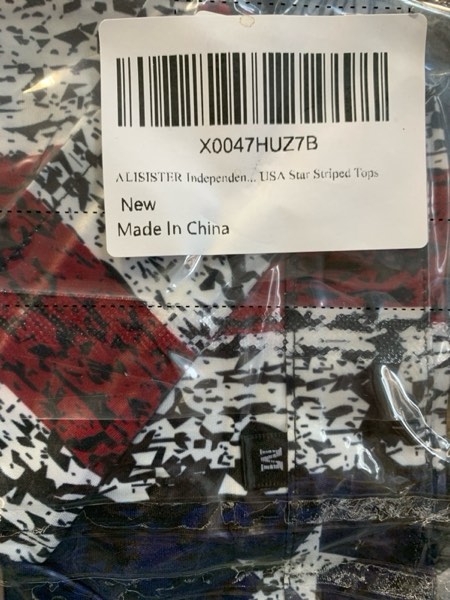 X0047HUZ7B
ALISISTER Independen... USA Star Striped Tops
New
Made In China